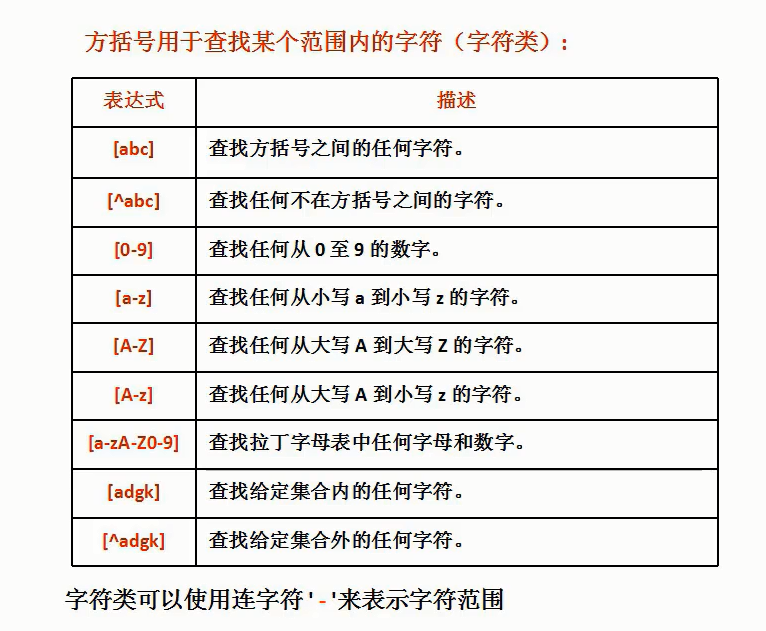 方括号用于查找某个范围内的字符（字符类）:
表达式 描述
[abc] 查找方括号之间的任何字符。
[^abc] 查找任何不在方括号之间的字符。
[0-9] 查找任何从 0 至 9 的数字。
[a-z] 查找任何从小写 a 到小写 z 的字符。
[A-Z] 查找任何从大写 A 到大写 Z 的字符。
[A-z] 查找任何从大写 A 到小写 z 的字符。
[a-zA-Z0-9] 查找拉丁字母表中任何字母和数字。
[adgk] 查找给定集合内的任何字符。
[^adgk] 查找给定集合外的任何字符。
字符类可以使用连字符'-'来表示字符范围